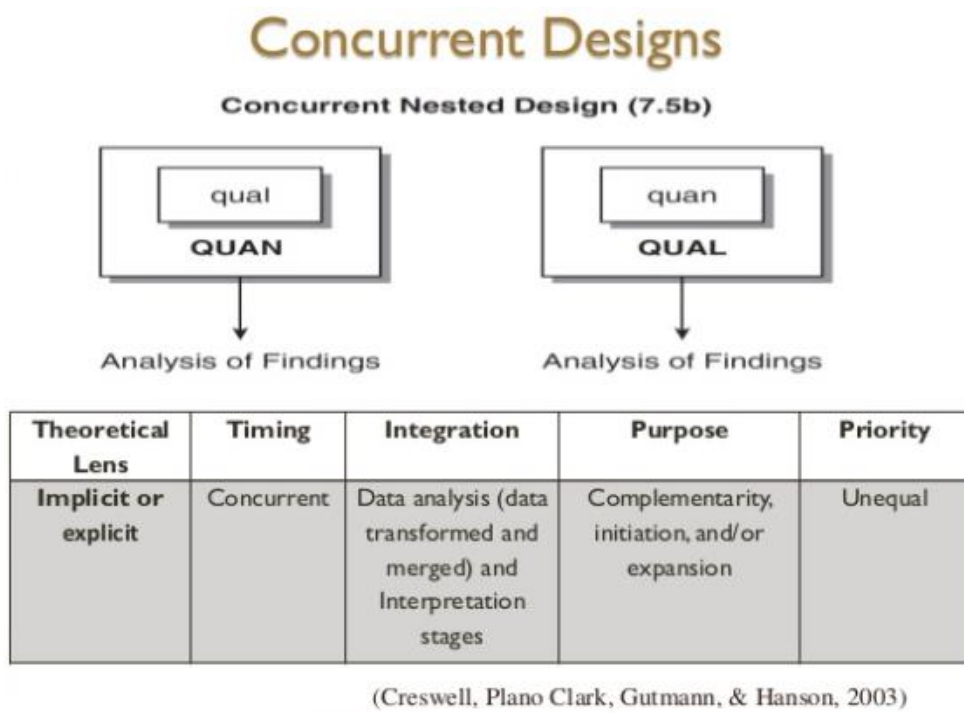 Concurrent Designs
Concurrent Nested Design (7.5b)
qual
QUAN
Analysis of Findings
quan
QUAL
Analysis of Findings
Theoretical
Lens
Timing
Integration
Purpose
Priority
Implicit or
explicit
Concurrent
Data analysis (data
transformed and
merged) and
Interpretation
stages
Complementarity,
initiation, and/or
expansion
Unequal
(Creswell, Plano Clark, Gutmann, & Hanson, 2003)